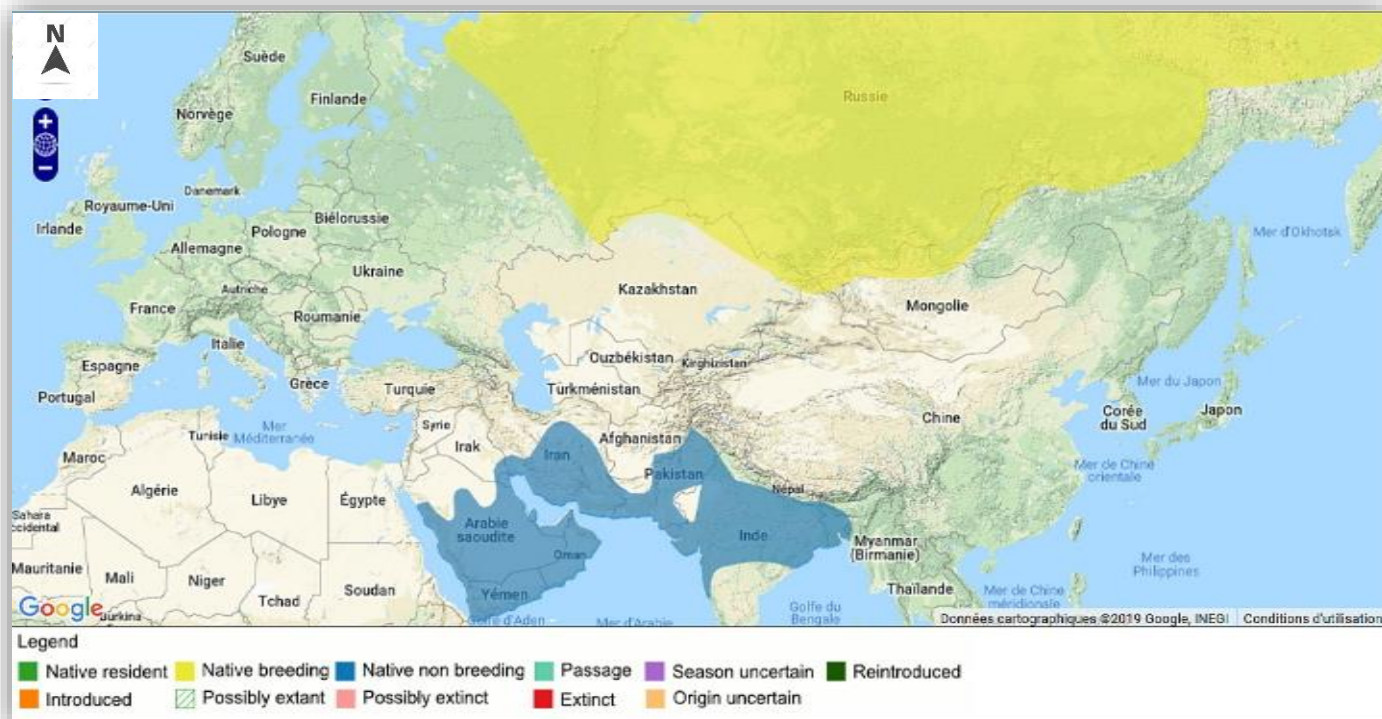 N
Suède
Finlande
Norvège
Russie
Danemark
Royaume-Uni
Irlande
Biélorussie
Pologne
Allemagne
Mer d'Okhotsk
Ukraine
Autriche
Kazakhstan
France
Roumanie
Mongolie
Italie
Ouzbékistan
Kirghizistan
Espagne
Grèce
Turquie
Türkménistan
Mer du Japon
Portugal
Chine
Corée
du Sud
Japon
Mer
Méditerranée
Tunisie
Syrie
Irak
Afghanistan
Maroc
Iran
Pakistan
Mer de Chine
orientale
Algérie
Libye
Égypte
Népal
Sahara
ccidental
Arabie
saoudite
Inde
Oman
Myanmar
(Birmanie)
Mer des
Philippines
Mauritanie
Mali
Niger
Tchad
Soudan
Yémen
Thaïlande
Mer de Chine
méridionale
Golfe du
Bengale
Google
Burkina
Golfe d'Aden
Mer d'Arabie
Données cartographiques ©2019 Google, INEGI
Conditions d'utilisation
Legend
Native resident Native breeding Native non breeding Passage Season uncertain Reintroduced
Introduced Possibly extant Possibly extinct Extinct Origin uncertain